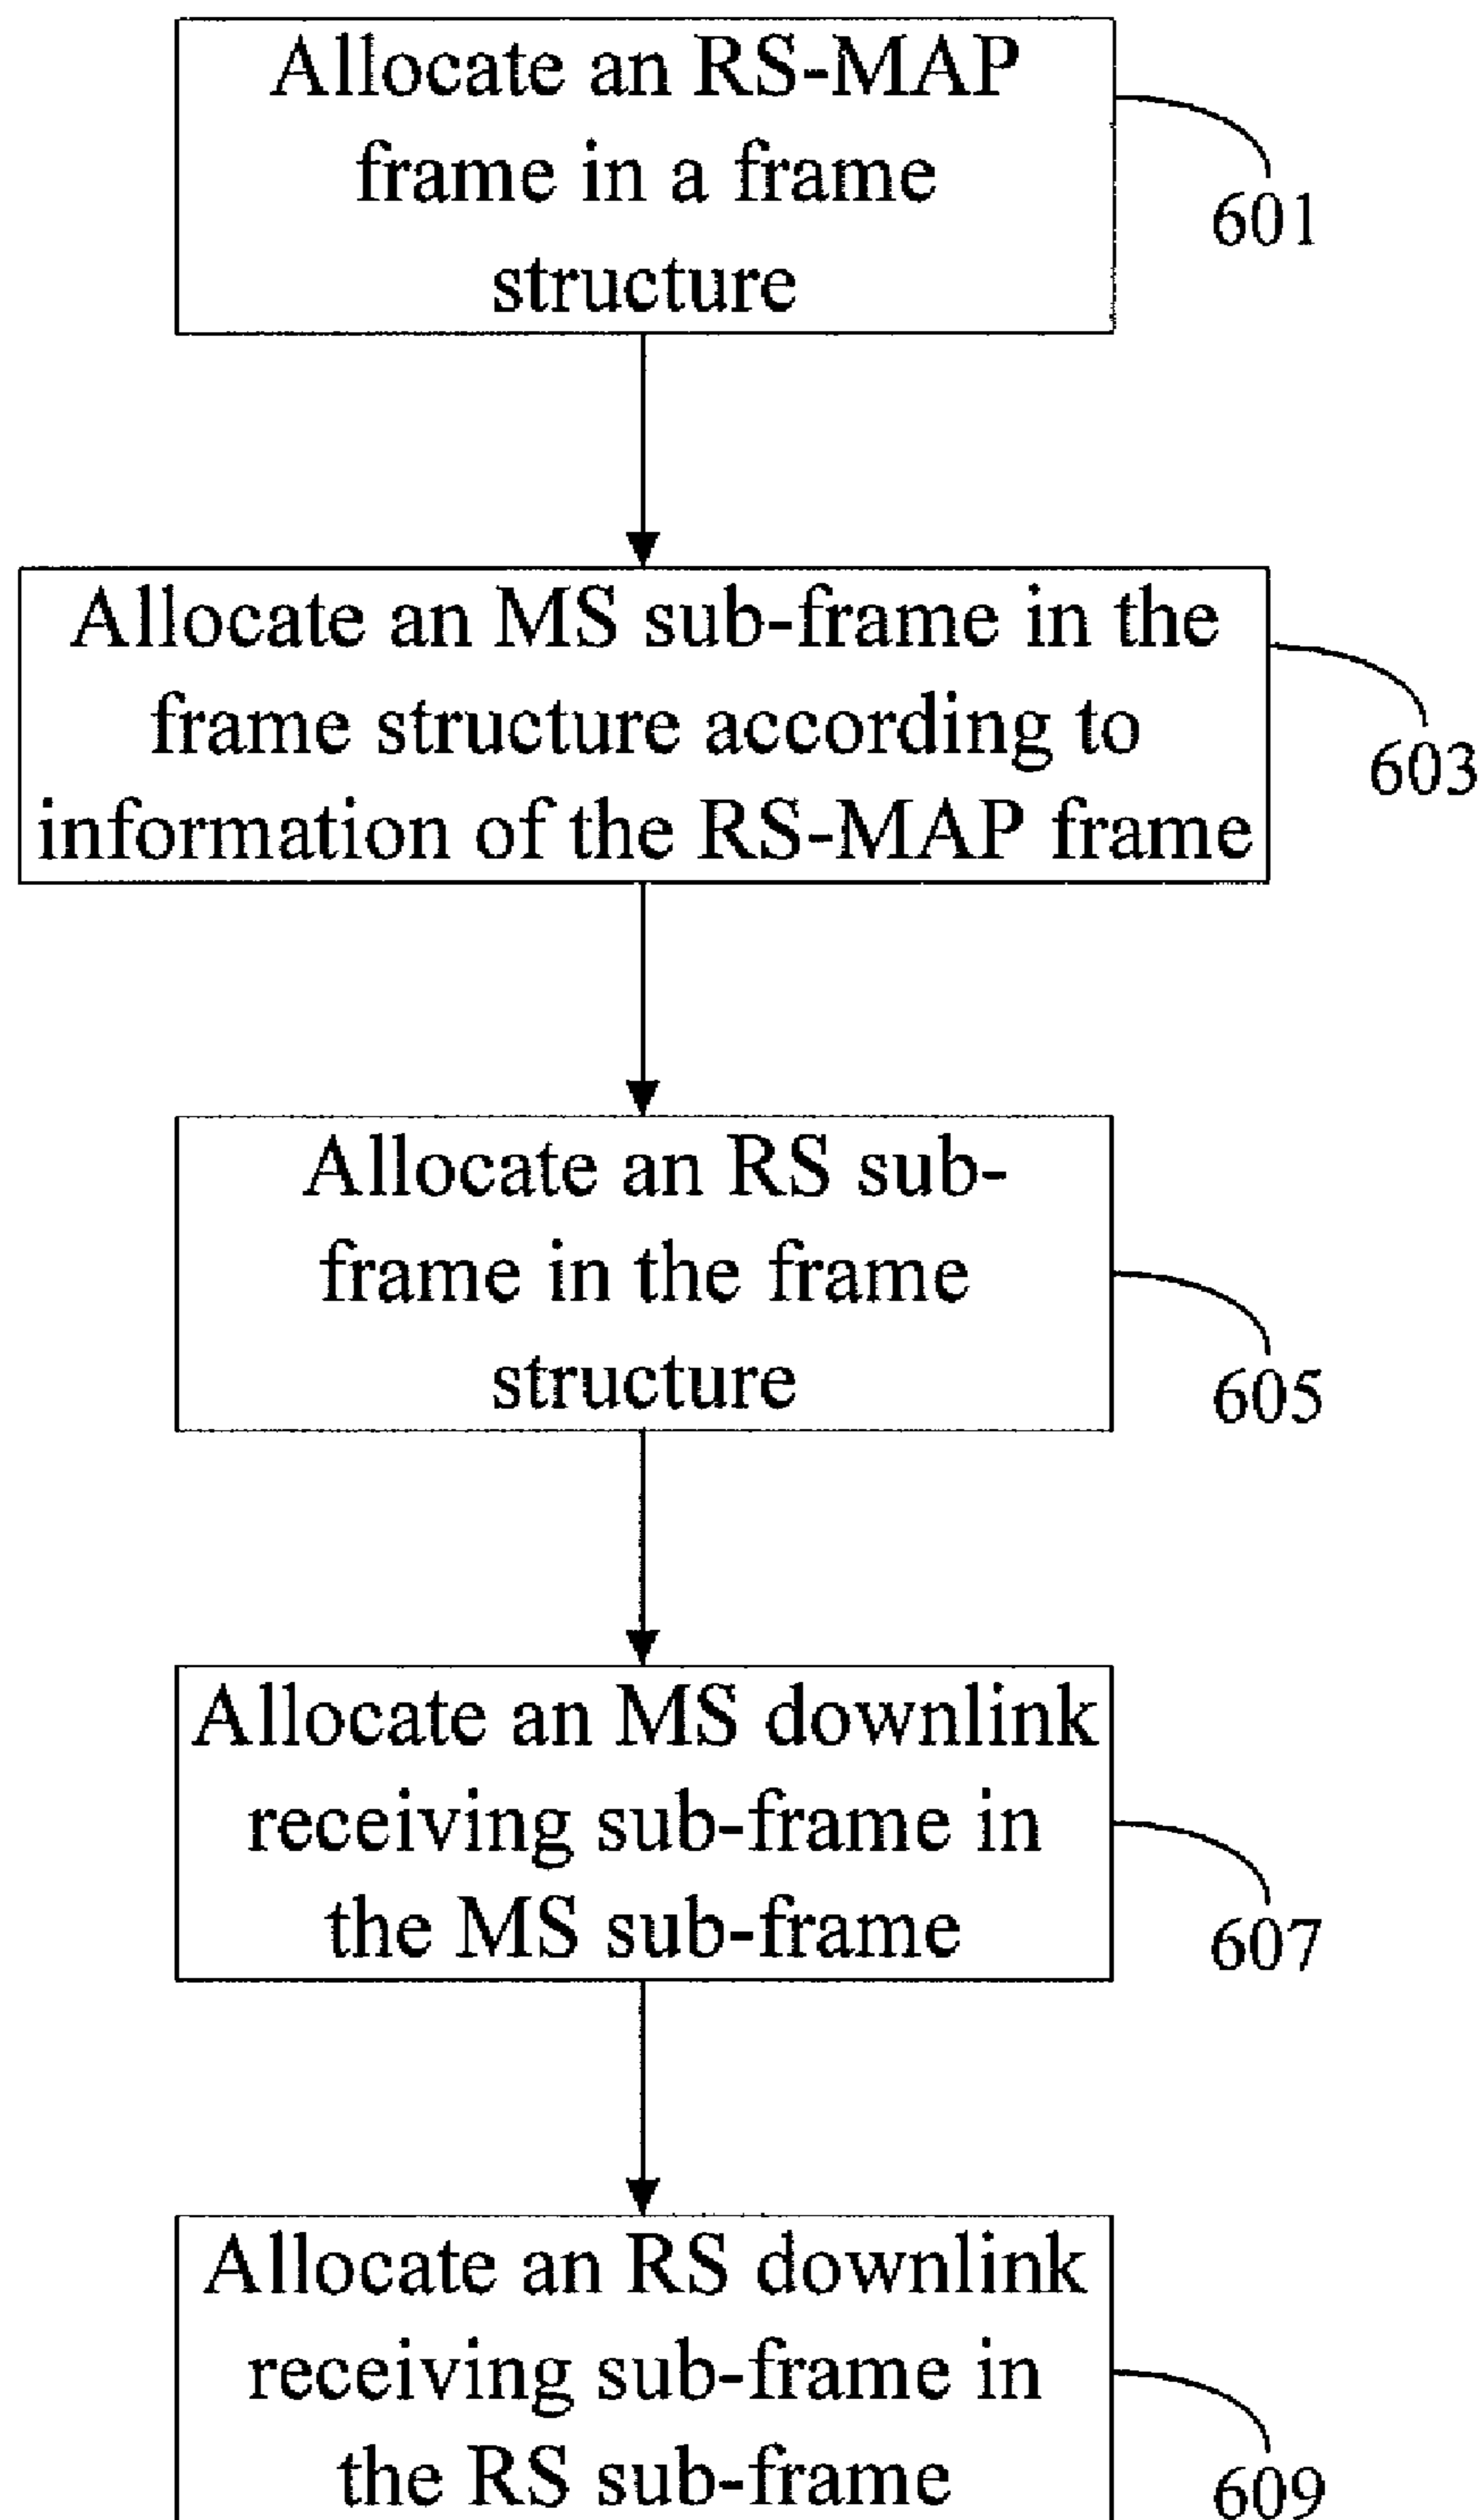 Allocate an RS-MAP
frame in a frame
structure
601
Allocate an MS sub-frame in the
frame structure according to
information of the RS-MAP frame
603
Allocate an RS sub-
frame in the frame
structure
605
Allocate an MS downlink
receiving sub-frame in
the MS sub-frame
607
Allocate an RS downlink
receiving sub-frame in
the RS sub-frame
609